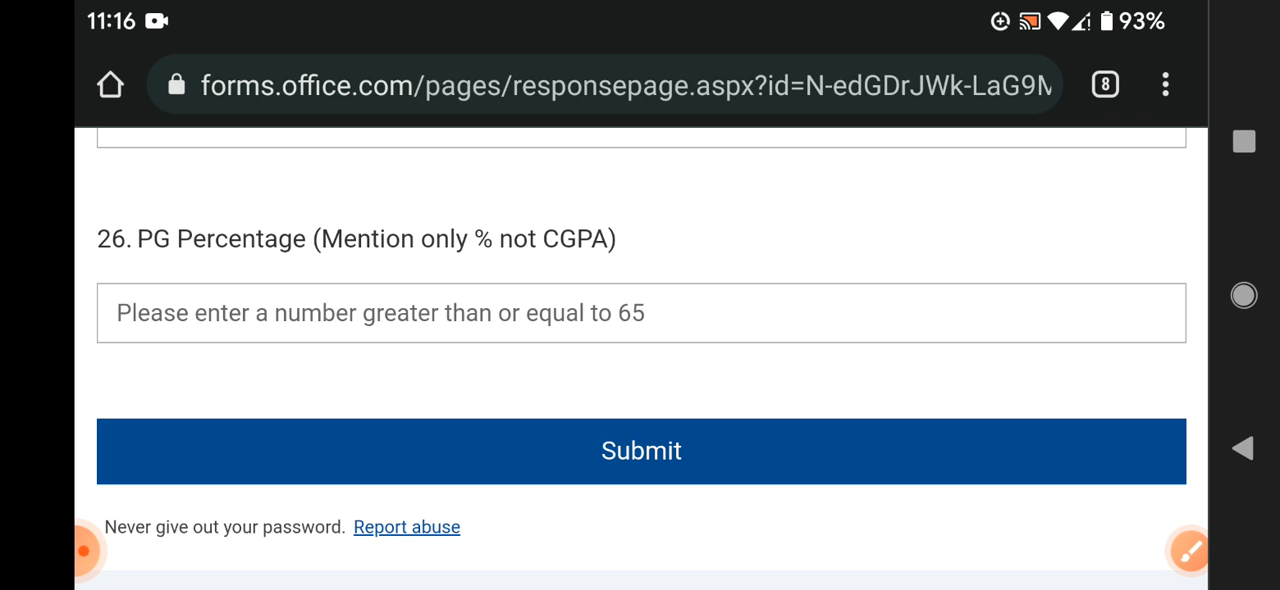 11:16
93%
forms.office.com/pages/responsepage.aspx?id=N-edGDrJWk-LaG9M
8
26. PG Percentage (Mention only % not CGPA)
Please enter a number greater than or equal to 65
Submit
Never give out your password. Report abuse